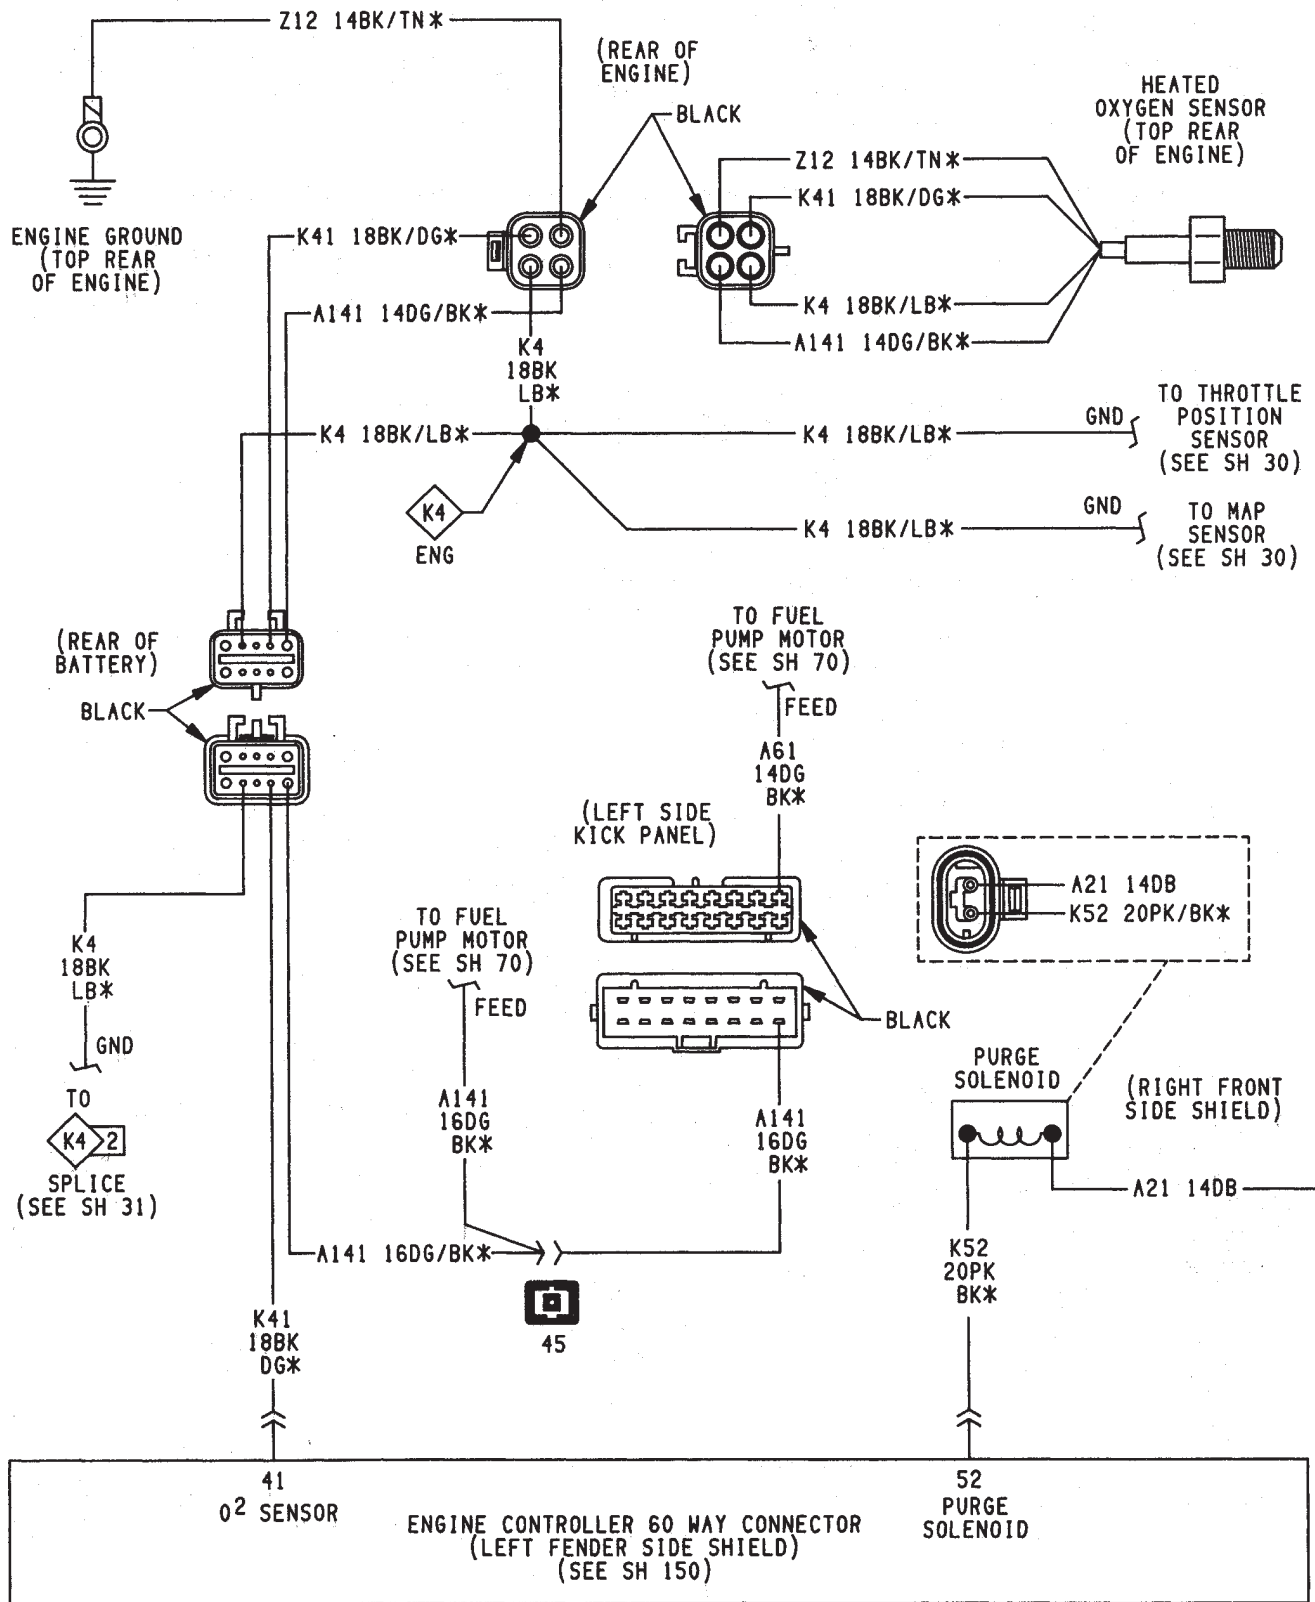 Z12 14BK/TN*
(REAR OF
ENGINE)
BLACK
HEATED
OXYGEN SENSOR
(TOP REAR
OF ENGINE)
Z12 14BK/TN*
K41 18BK/DG*
ENGINE GROUND
(TOP REAR
OF ENGINE)
K41 18BK/DG*
A141 14DG/BK*
K4 18BK/LB*
A141 14DG/BK*
K4
18BK
LB*
K4 18BK/LB*
K4 18BK/LB*
GND
TO THROTTLE
POSITION
SENSOR
(SEE SH 30)
K4
ENG
K4 18BK/LB*
GND
TO MAP
SENSOR
(SEE SH 30)
(REAR OF
BATTERY)
BLACK
TO FUEL
PUMP MOTOR
(SEE SH 70)
FEED
A61
14DG
BK*
(LEFT SIDE
KICK PANEL)
A21 14DB
K52 20PK/BK*
TO FUEL
PUMP MOTOR
(SEE SH 70)
FEED
K4
18BK
LB*
GND
TO
K4 2
SPLICE
(SEE SH 31)
BLACK
PURGE
SOLENOID
(RIGHT FRONT
SIDE SHIELD)
A141
16DG
BK*
A141
16DG
BK*
A21 14DB
A141 16DG/BK*
45
K52
20PK
BK*
K41
18BK
DG*
41
O2 SENSOR
52
PURGE
SOLENOID
ENGINE CONTROLLER 60 WAY CONNECTOR
(LEFT FENDER SIDE SHIELD)
(SEE SH 150)